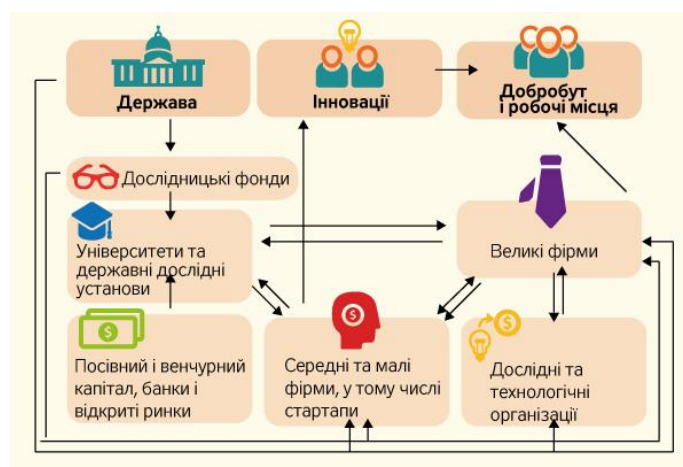 Держава
Інновації
Добробут
і робочі місця
Дослідницькі фонди
Університети та
державні дослідні
установи
Великі фірми
$
Посівний і венчурний
капітал, банки і
відкриті ринки
$
Середні та малі
фірми, у тому числі
стартапи
$
Дослідні та
технологічні
організації